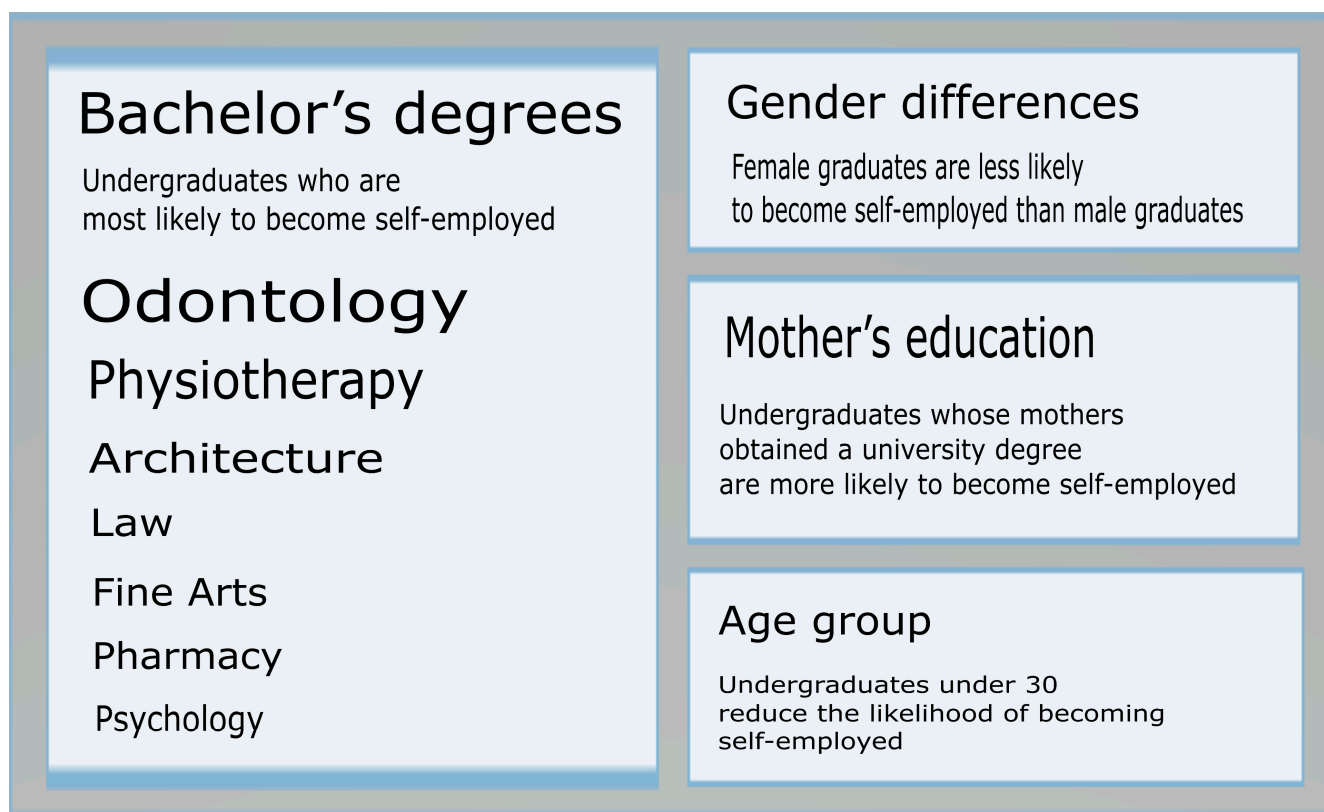 Bachelor’s degrees
Undergraduates who are
most likely to become self-employed
Odontology
Physiotherapy
Architecture
Law
Fine Arts
Pharmacy
Psychology
Gender differences
Female graduates are less likely
to become self-employed than male graduates
Mother’s education
Undergraduates whose mothers
obtained a university degree
are more likely to become self-employed
Age group
Undergraduates under 30
reduce the likelihood of becoming
self-employed